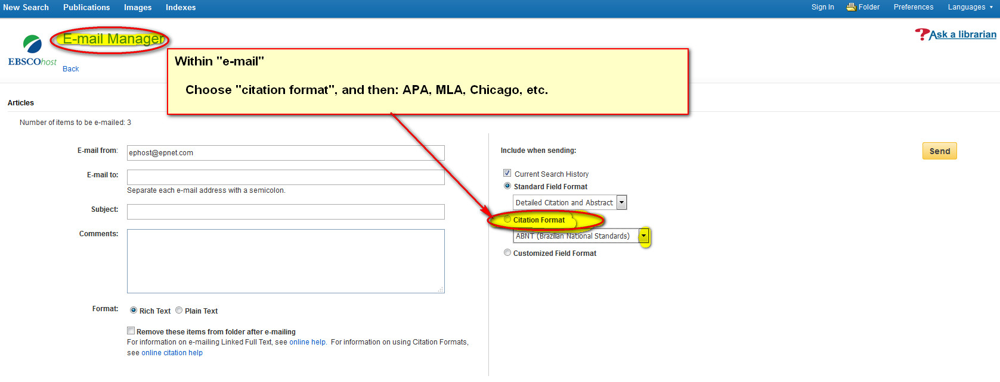 New Search Publications Images Indexes Sign In Folder Preferences Languages
E-mail Manager
?Ask a librarian
EBSCOhost
Back
Within "e-mail"
Choose "citation format", and then: APA, MLA, Chicago, etc.
Articles
Number of items to be e-mailed: 3
E-mail from: ephost@epnet.com
E-mail to:
Separate each e-mail address with a semicolon.
Subject:
Comments:
Format: Rich Text Plain Text
Remove these items from folder after e-mailing
For information on e-mailing Linked Full Text, see online help. For information on using Citation Formats,
see online citation help
Include when sending:
Send
Current Search History
Standard Field Format
Detailed Citation and Abstract
Citation Format
ABNT (Brazilian National Standards)
Customized Field Format